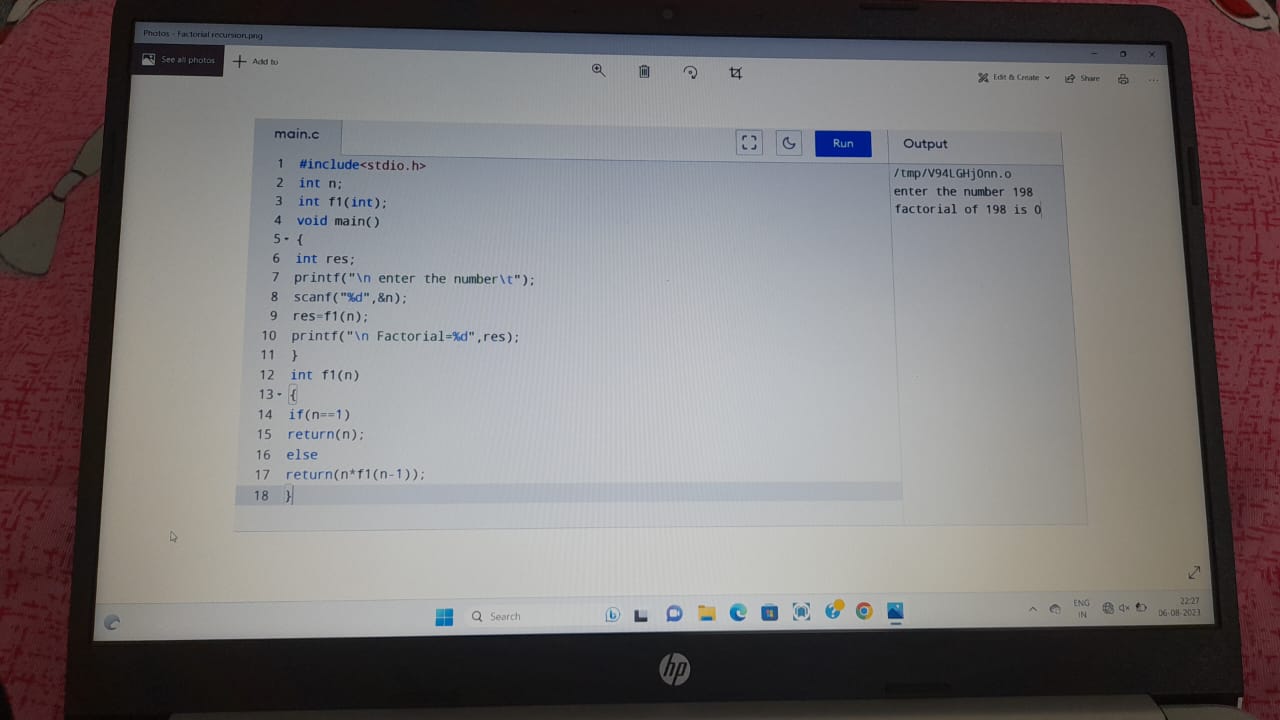 Photos - Factorial recursion.png
See all photos
Add to
Edit & Create
Share
main.c
Run
Output
1 #include<stdio.h>
2 int n;
3 int f1(int);
4 void main()
5 {
6 int res;
7 printf("\n enter the number\t");
8 scanf("%d",&n);
9 res=f1(n);
10 printf("\n Factorial=%d",res);
11 }
12 int f1(n)
13 {
14 if(n==1)
15 return(n);
16 else
17 return(n*f1(n-1));
18 }
/tmp/V94LGHjOnn.o
enter the number 198
factorial of 198 is 0
Search
ENG
IN
22:27
06-08-2023
hp